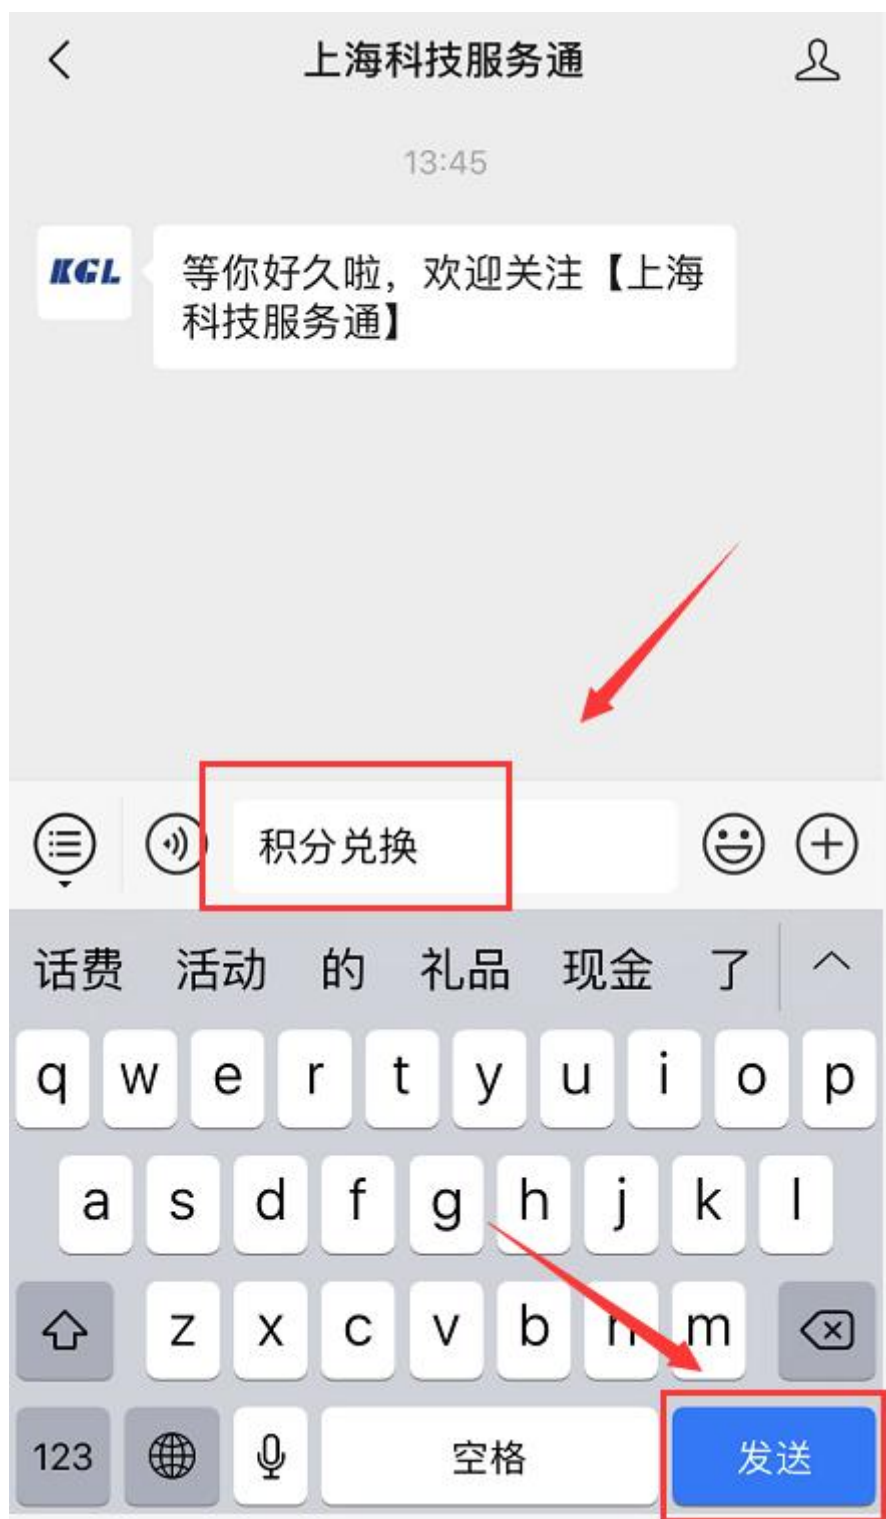 上海科技服务通
13:45
KGL
等你好久啦，欢迎关注【上海
科技服务通】
积分兑换
话费 活动 的 礼品 现金 了
q w e r t y u i o p
a s d f g h j k l
z x c v b n m
123 空格 发送